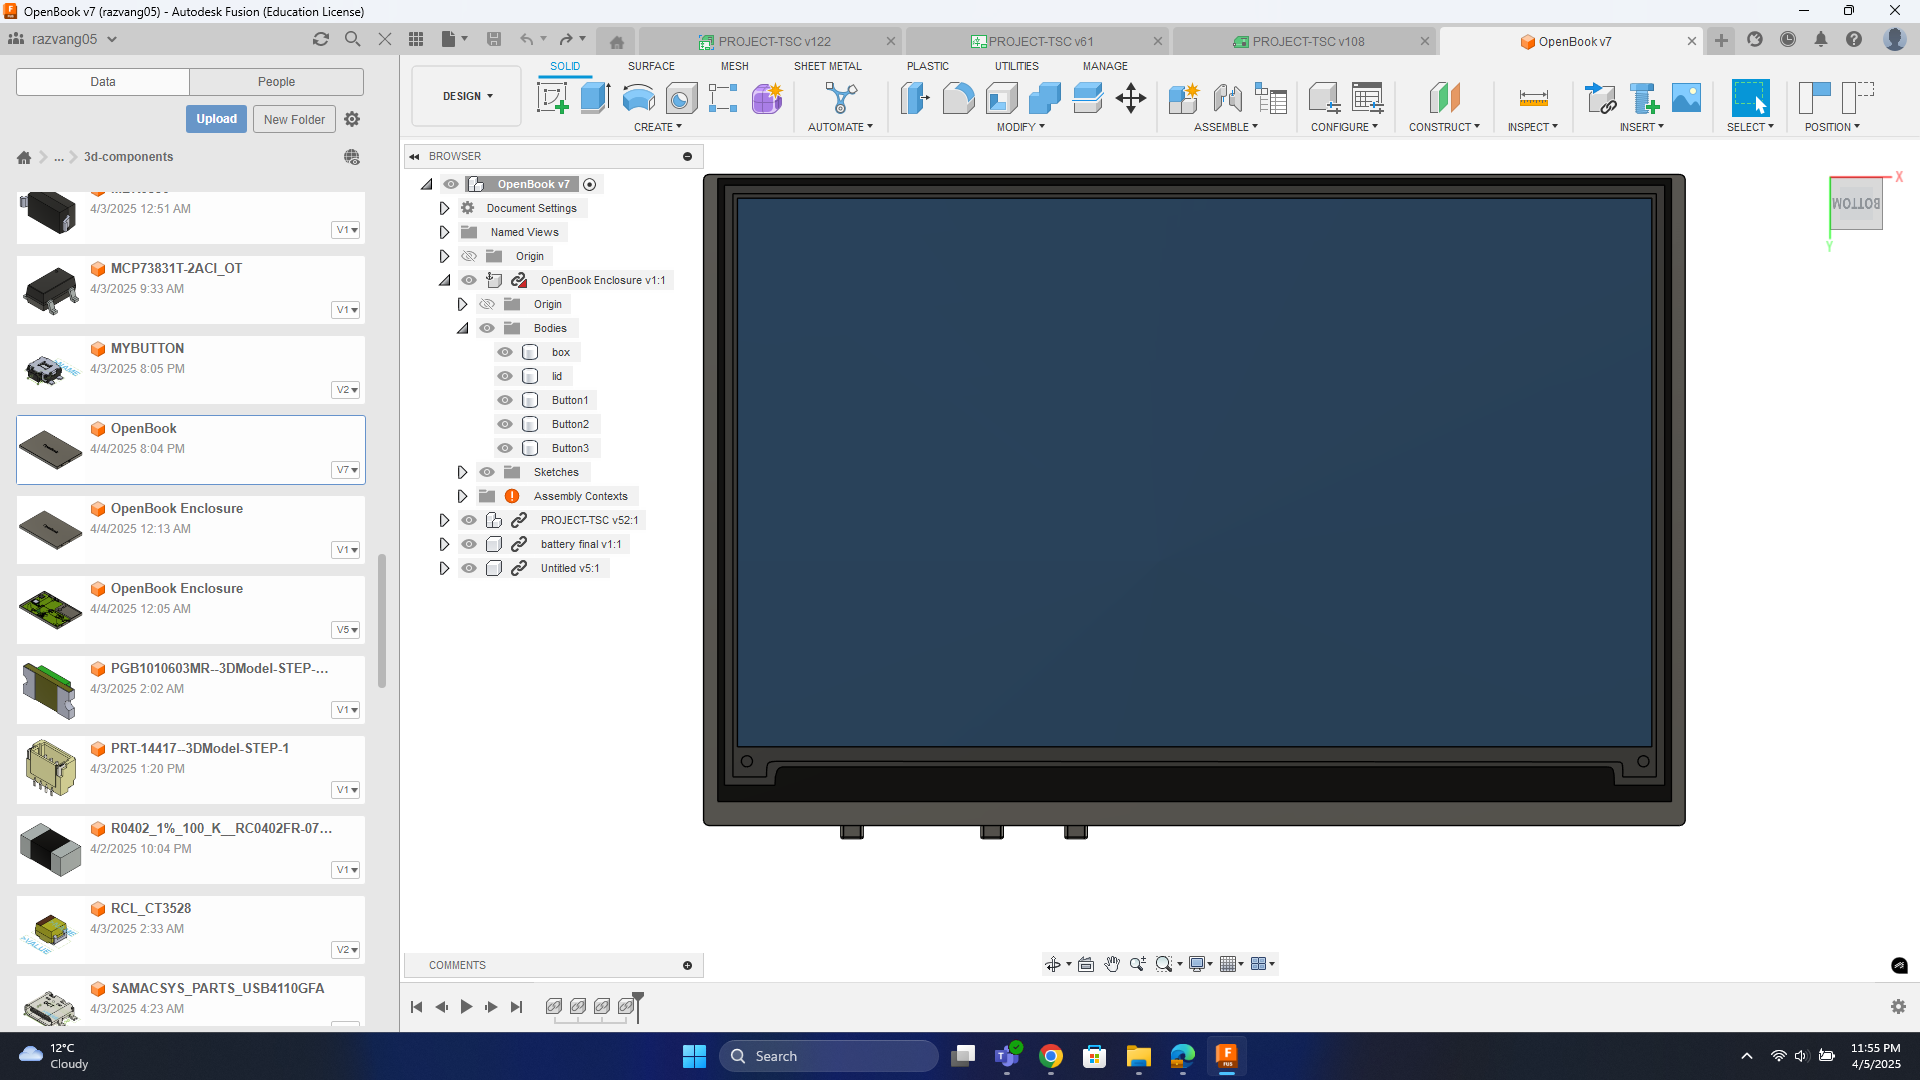 OpenBook v7 (razvang05) - Autodesk Fusion (Education License)
razvang05
PROJECT-TSC v122
PROJECT-TSC v61
PROJECT-TSC v108
OpenBook v7
Data
People
Upload
New Folder
...
3d-components
4/3/2025 12:51 AM
V1
MCP73831T-2ACI_OT
4/3/2025 9:33 AM
V1
MYBUTTON
4/3/2025 8:05 PM
V2
OpenBook
4/4/2025 8:04 PM
V7
OpenBook Enclosure
4/4/2025 12:13 AM
V1
OpenBook Enclosure
4/4/2025 12:05 AM
V5
PGB1010603MR--3DModel-STEP-...
4/3/2025 2:02 AM
V1
PRT-14417--3DModel-STEP-1
4/3/2025 1:20 PM
V1
R0402_1%_100_K__RC0402FR-07...
4/2/2025 10:04 PM
V1
RCL_CT3528
4/3/2025 2:33 AM
>VALUE
V2
SAMACSYS_PARTS_USB4110GFA
4/3/2025 4:23 AM
DESIGN
SOLID
SURFACE
MESH
SHEET METAL
PLASTIC
UTILITIES
MANAGE
CREATE
AUTOMATE
MODIFY
ASSEMBLE
CONFIGURE
CONSTRUCT
INSPECT
INSERT
SELECT
POSITION
BROWSER
OpenBook v7
Document Settings
Named Views
Origin
OpenBook Enclosure v1:1
Origin
Bodies
box
lid
Button1
Button2
Button3
Sketches
Assembly Contexts
PROJECT-TSC v52:1
battery final v1:1
Untitled v5:1
X
BOTTOM
Y
COMMENTS
12°C
Cloudy
Search
11:55 PM
4/5/2025